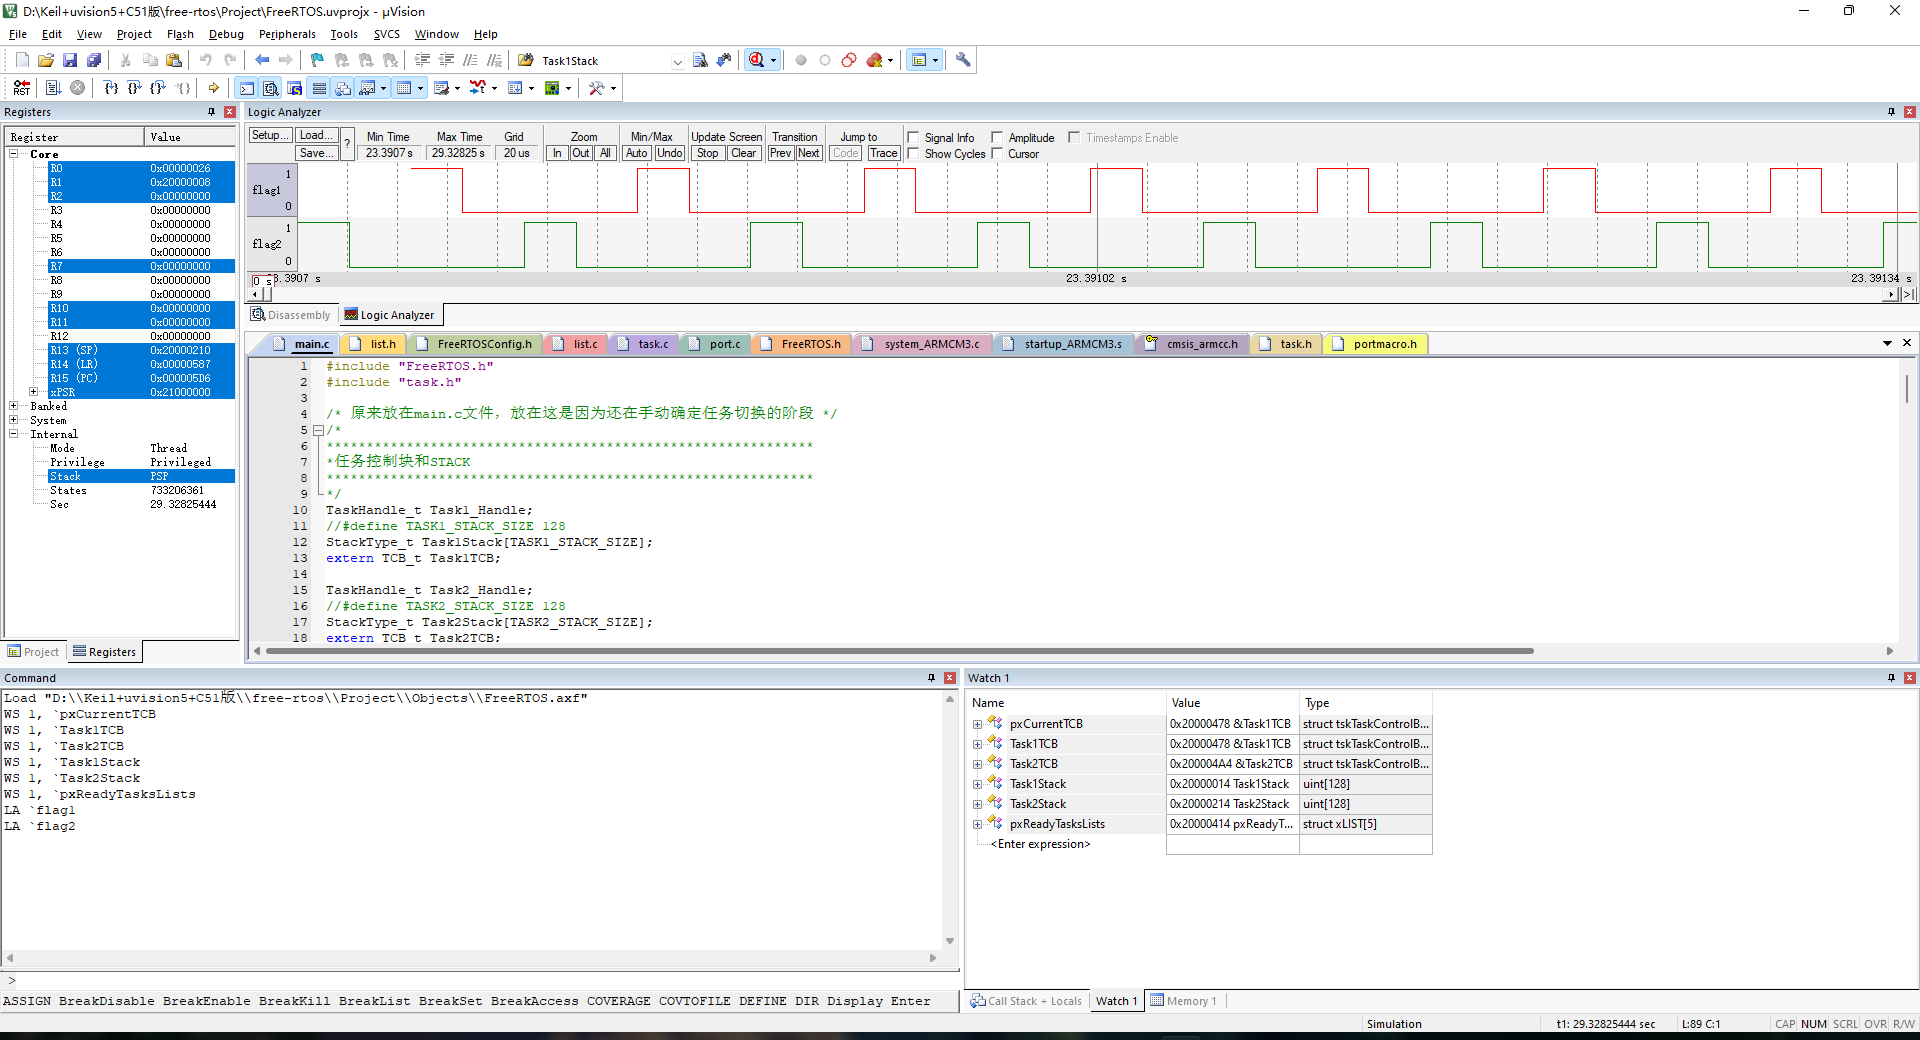 D:\Keil+uvision5+C51版\free-rtos\Project\FreeRTOS.uvprojx - µVision
File Edit View Project Flash Debug Peripherals Tools SVCS Window Help
Task1Stack
RST
Registers
Register Value
Core
R0 0x00000026
R1 0x20000008
R2 0x00000000
R3 0x00000000
R4 0x00000000
R5 0x00000000
R6 0x00000000
R7 0x00000000
R8 0x00000000
R9 0x00000000
R10 0x00000000
R11 0x00000000
R12 0x00000000
R13 (SP) 0x20000210
R14 (LR) 0x00000587
R15 (PC) 0x000005D6
xPSR 0x21000000
Banked
System
Internal
Mode Thread
Privilege Privileged
Stack PSP
States 733206361
Sec 29.32825444
Project Registers
Logic Analyzer
Setup... Load... Save... ?
Min Time Max Time Grid Zoom Min/Max Update Screen Transition Jump to
23.3907 s 29.32825 s 20 us In Out All Auto Undo Stop Clear Prev Next Code Trace
Signal Info Amplitude Timestamps Enable
Show Cycles Cursor
1
flag1
0
1
flag2
0
0 s 3.3907 s 23.39102 s 23.39134 s
Disassembly Logic Analyzer
main.c list.h FreeRTOSConfig.h list.c task.c port.c FreeRTOS.h system_ARMCM3.c startup_ARMCM3.s cmsis_armcc.h task.h portmacro.h
1 #include "FreeRTOS.h"
2 #include "task.h"
3
4 /* 原来放在main.c文件，放在这是因为还在手动确定任务切换的阶段 */
5 /*
6 *************************************************************
7 *任务控制块和STACK
8 *************************************************************
9 */
10 TaskHandle_t Task1_Handle;
11 //#define TASK1_STACK_SIZE 128
12 StackType_t Task1Stack[TASK1_STACK_SIZE];
13 extern TCB_t Task1TCB;
14
15 TaskHandle_t Task2_Handle;
16 //#define TASK2_STACK_SIZE 128
17 StackType_t Task2Stack[TASK2_STACK_SIZE];
18 extern TCB_t Task2TCB;
Command
Load "D:\\Keil+uvision5+C51版\\free-rtos\\Project\\Objects\\FreeRTOS.axf"
WS 1, `pxCurrentTCB
WS 1, `Task1TCB
WS 1, `Task2TCB
WS 1, `Task1Stack
WS 1, `Task2Stack
WS 1, `pxReadyTasksLists
LA `flag1
LA `flag2
>
ASSIGN BreakDisable BreakEnable BreakKill BreakList BreakSet BreakAccess COVERAGE COVTOFILE DEFINE DIR Display Enter
Watch 1
Name Value Type
pxCurrentTCB 0x20000478 &Task1TCB struct tskTaskControlB...
Task1TCB 0x20000478 &Task1TCB struct tskTaskControlB...
Task2TCB 0x200004A4 &Task2TCB struct tskTaskControlB...
Task1Stack 0x20000014 Task1Stack uint[128]
Task2Stack 0x20000214 Task2Stack uint[128]
pxReadyTasksLists 0x20000414 pxReadyT... struct xLIST[5]
<Enter expression>
Call Stack + Locals Watch 1 Memory 1
Simulation t1: 29.32825444 sec L:89 C:1 CAP NUM SCRL OVR R/W